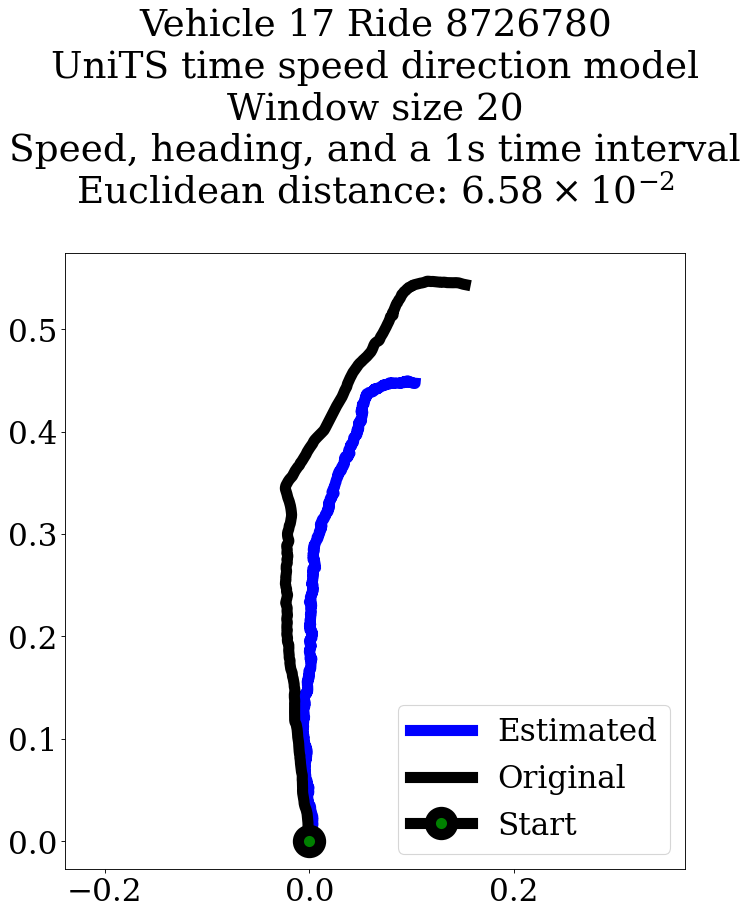 Vehicle 17 Ride 8726780
UniTS time speed direction model
Window size 20
Speed, heading, and a 1s time interval
Euclidean distance: 6.58 × 10⁻²
0.5
0.4
0.3
0.2
0.1
0.0
−0.2 0.0 0.2
Estimated
Original
Start